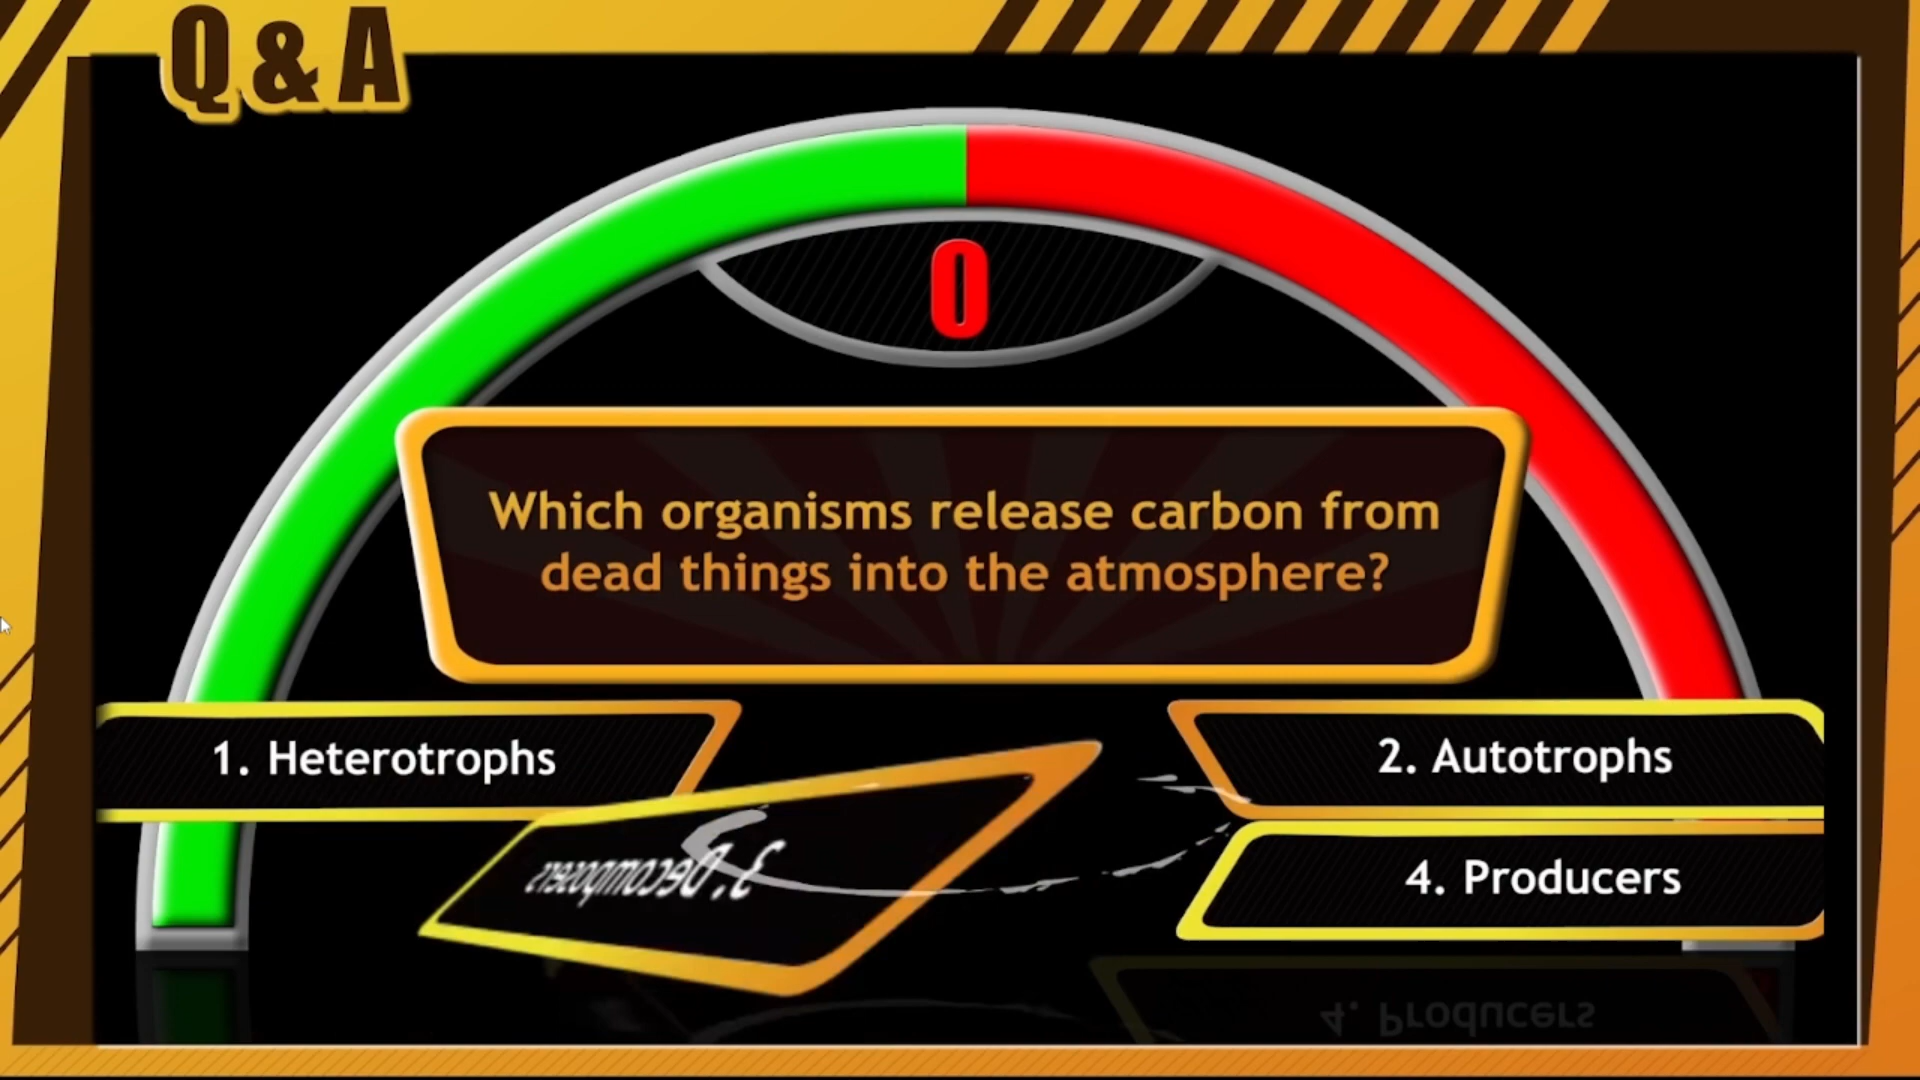 Q & A
0
Which organisms release carbon from
dead things into the atmosphere?
1. Heterotrophs
2. Autotrophs
3. Decomposers
4. Producers
4. Producers